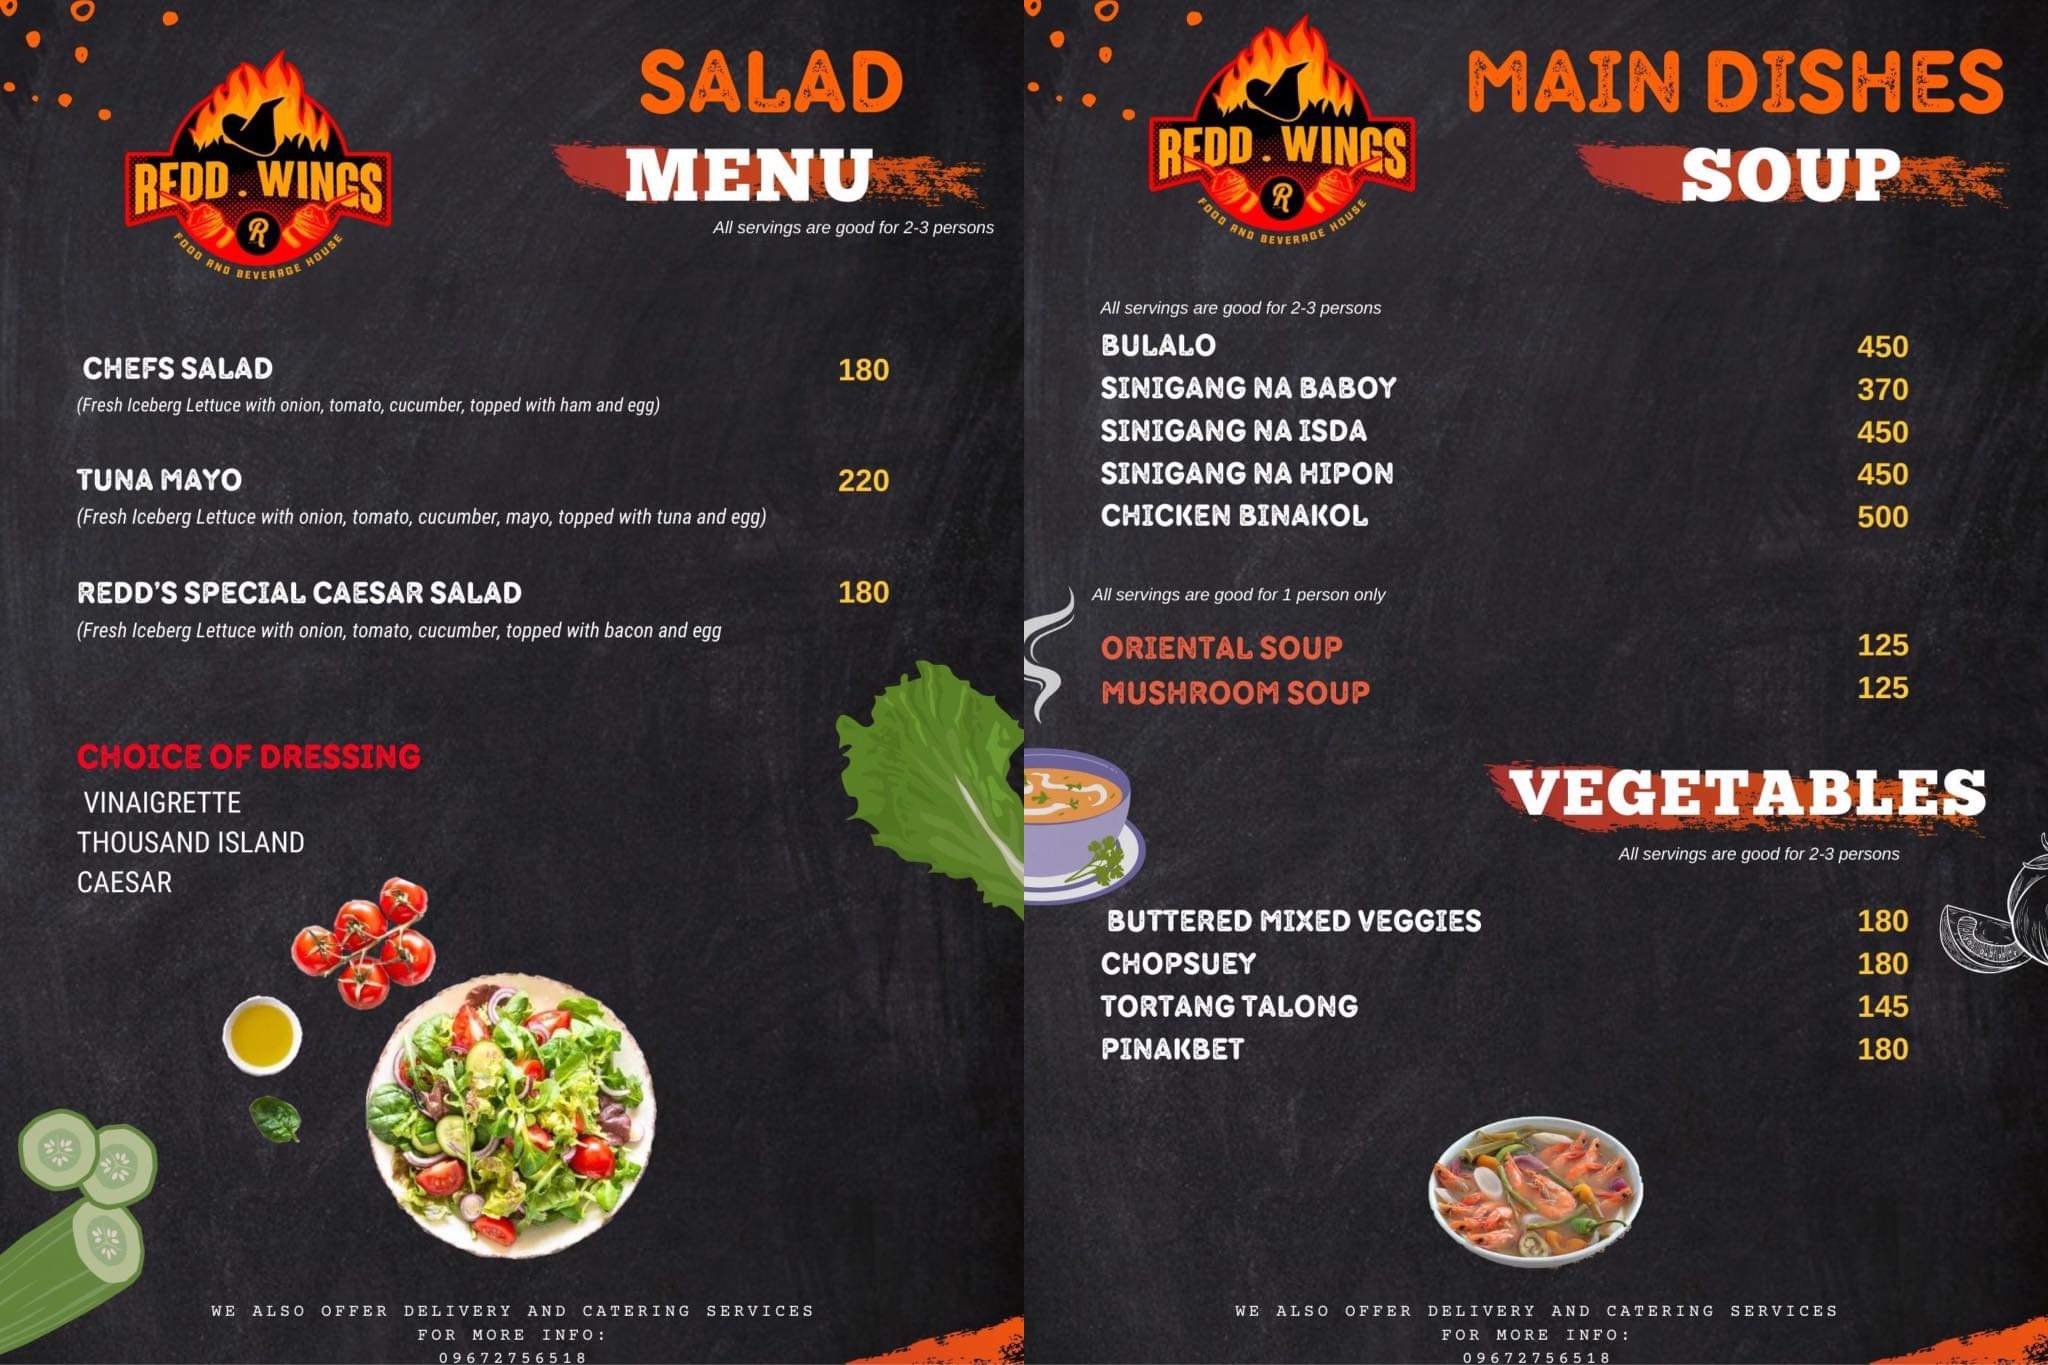 REDD . WINGS
R
FOOD AND BEVERAGE HOUSE
SALAD
MENU
All servings are good for 2-3 persons
CHEFS SALAD 180
(Fresh Iceberg Lettuce with onion, tomato, cucumber, topped with ham and egg)
TUNA MAYO 220
(Fresh Iceberg Lettuce with onion, tomato, cucumber, mayo, topped with tuna and egg)
REDD'S SPECIAL CAESAR SALAD 180
(Fresh Iceberg Lettuce with onion, tomato, cucumber, topped with bacon and egg
CHOICE OF DRESSING
VINAIGRETTE
THOUSAND ISLAND
CAESAR
WE ALSO OFFER DELIVERY AND CATERING SERVICES
FOR MORE INFO:
09672756518
REDD . WINGS
R
FOOD AND BEVERAGE HOUSE
MAIN DISHES
SOUP
All servings are good for 2-3 persons
BULALO 450
SINIGANG NA BABOY 370
SINIGANG NA ISDA 450
SINIGANG NA HIPON 450
CHICKEN BINAKOL 500
All servings are good for 1 person only
ORIENTAL SOUP 125
MUSHROOM SOUP 125
VEGETABLES
All servings are good for 2-3 persons
BUTTERED MIXED VEGGIES 180
CHOPSUEY 180
TORTANG TALONG 145
PINAKBET 180
WE ALSO OFFER DELIVERY AND CATERING SERVICES
FOR MORE INFO:
09672756518